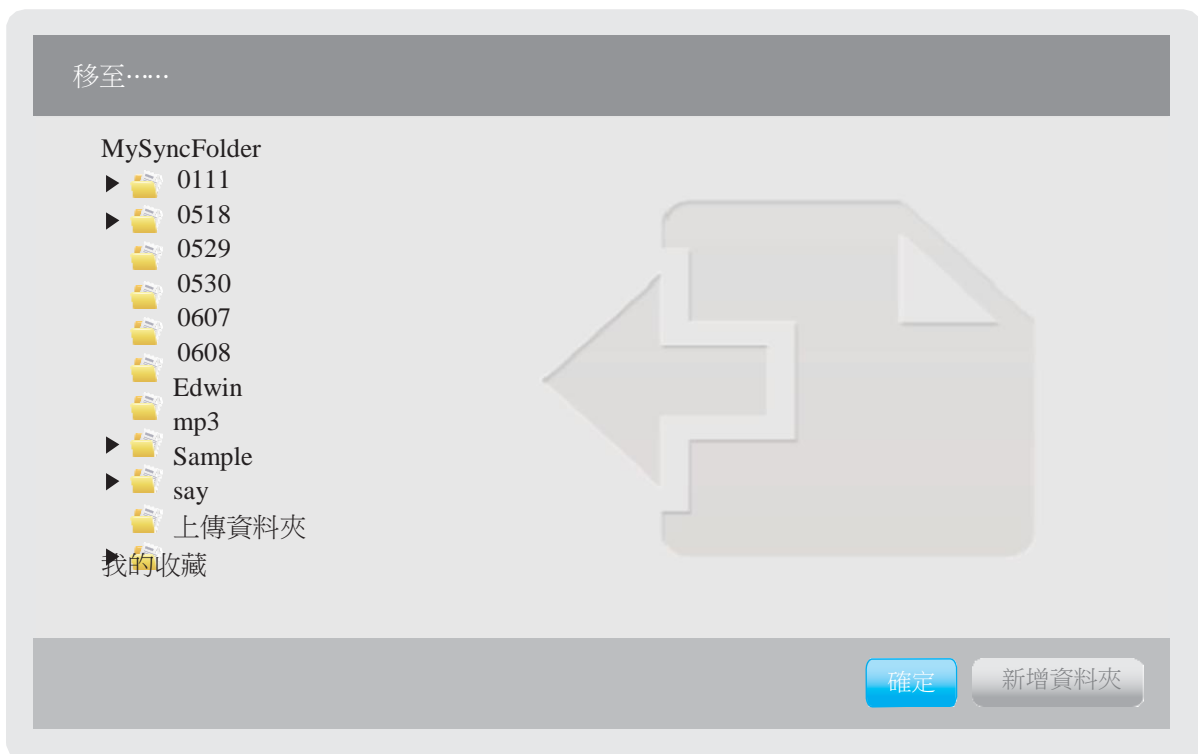 移至……
MySyncFolder
0111
0518
0529
0530
0607
0608
Edwin
mp3
Sample
say
上傳資料夾
我的收藏
確定
新增資料夾